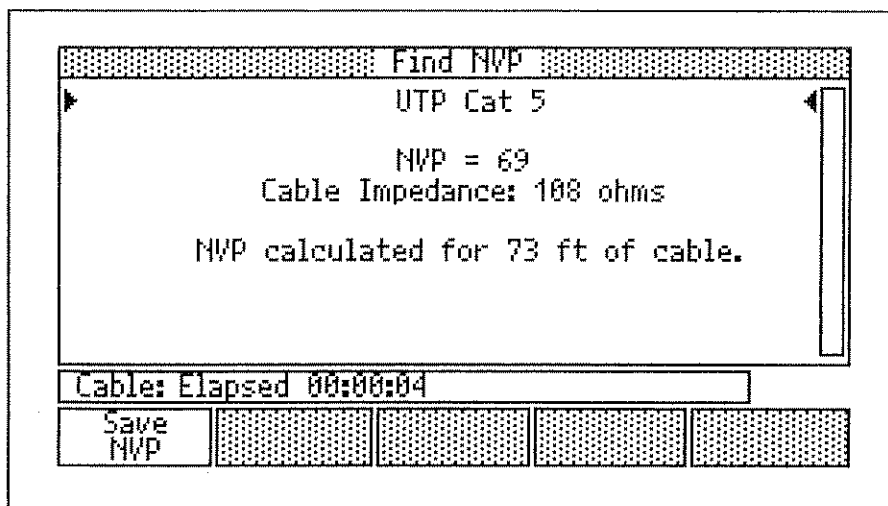 Find NVP
UTP Cat 5
NVP = 69
Cable Impedance: 108 ohms
NVP calculated for 73 ft of cable.
Cable: Elapsed 00:00:04
Save
NVP